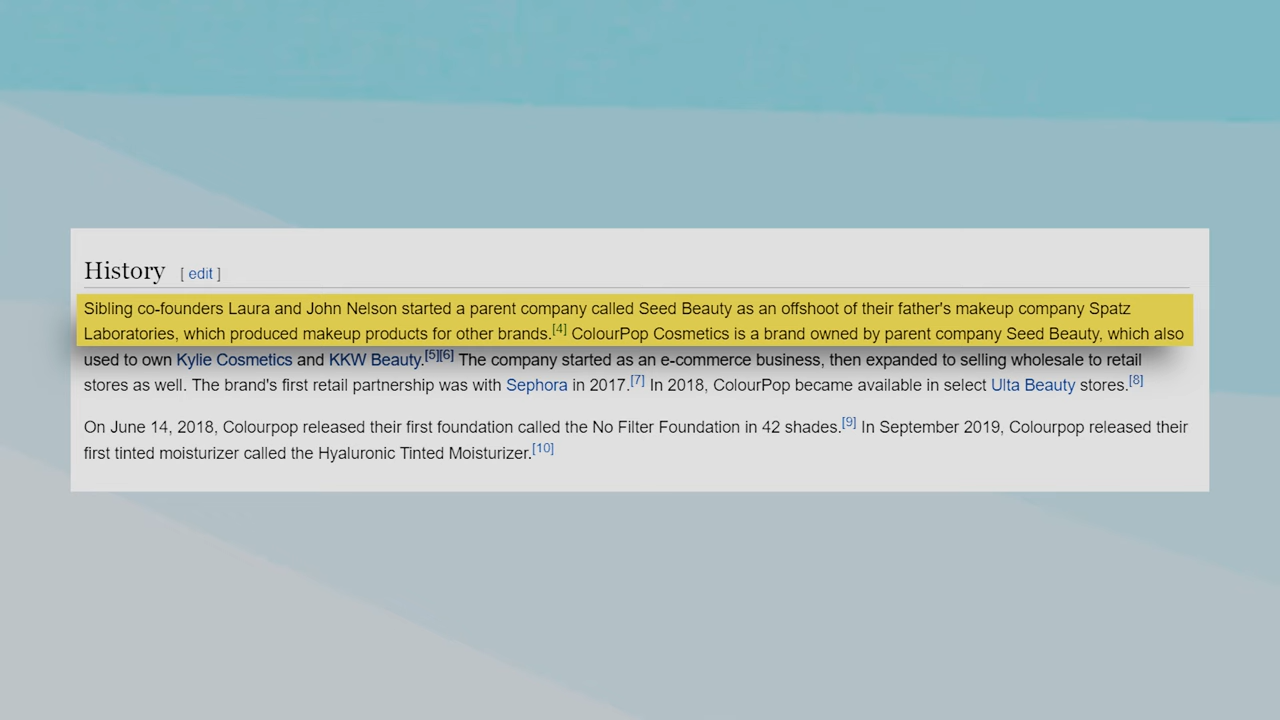 History [ edit ]
Sibling co-founders Laura and John Nelson started a parent company called Seed Beauty as an offshoot of their father's makeup company Spatz
Laboratories, which produced makeup products for other brands.[4] ColourPop Cosmetics is a brand owned by parent company Seed Beauty, which also
used to own Kylie Cosmetics and KKW Beauty.[5][6] The company started as an e-commerce business, then expanded to selling wholesale to retail
stores as well. The brand's first retail partnership was with Sephora in 2017.[7] In 2018, ColorPop became available in select Ulta Beauty stores.[8]
On June 14, 2018, Colourpop released their first foundation called the No Filter Foundation in 42 shades.[9] In September 2019, Colourpop released their
first tinted moisturizer called the Hyaluronic Tinted Moisturizer.[10]